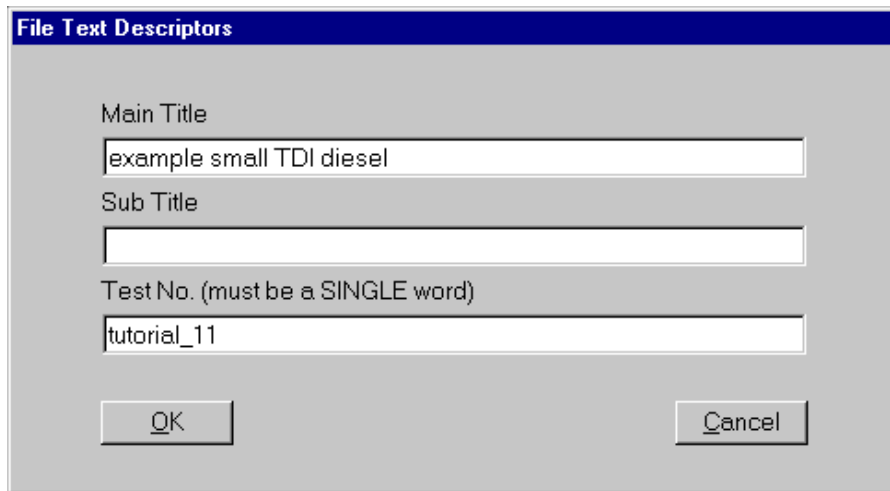 File Text Descriptors
Main Title
example small TDI diesel
Sub Title
Test No. (must be a SINGLE word)
tutorial_11
OK Cancel